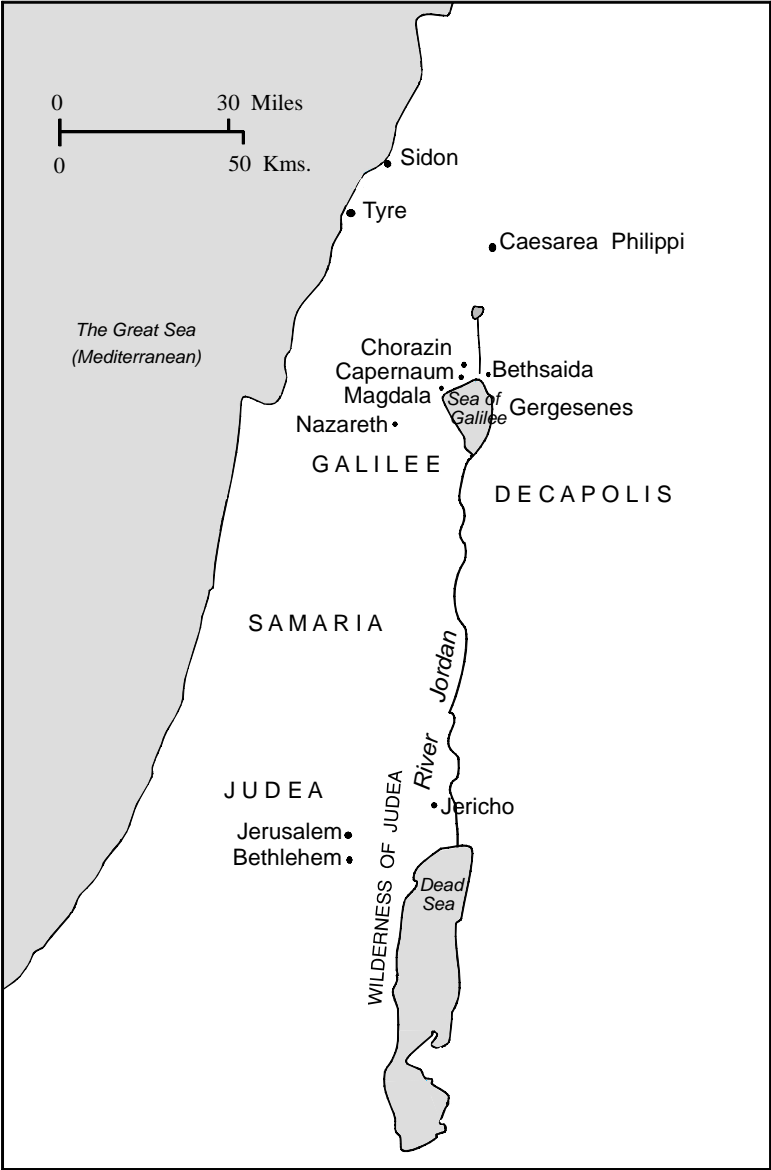 0 30 Miles
0 50 Kms.
Sidon
Tyre
Caesarea Philippi
The Great Sea
(Mediterranean)
Chorazin
Capernaum
Bethsaida
Magdala
Sea of
Galilee
Gergesenes
Nazareth
GALILEE
DECAPOLIS
SAMARIA
River Jordan
JUDEA
WILDERNESS OF JUDEA
Jericho
Jerusalem
Bethlehem
Dead
Sea